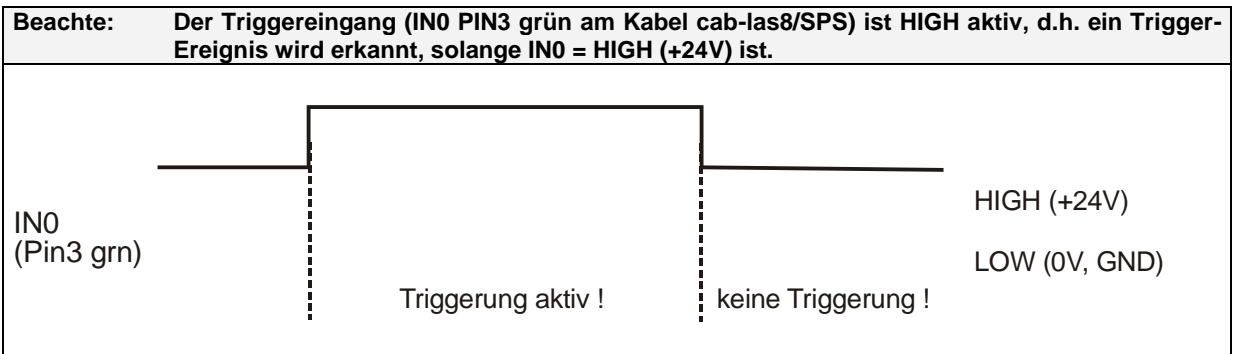 Beachte: Der Triggereingang (IN0 PIN3 grün am Kabel cab-las8/SPS) ist HIGH aktiv, d.h. ein Trigger-
Ereignis wird erkannt, solange IN0 = HIGH (+24V) ist.
HIGH (+24V)
IN0
(Pin3 grn)
LOW (0V, GND)
Triggerung aktiv !
keine Triggerung !